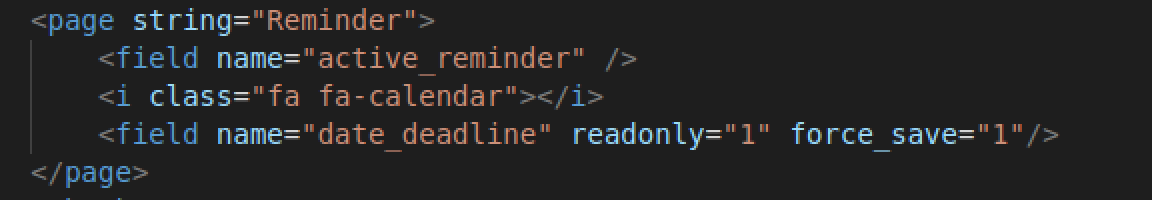 <page string="Reminder">
<field name="active_reminder" />
<i class="fa fa-calendar"></i>
<field name="date_deadline" readonly="1" force_save="1"/>
</page>